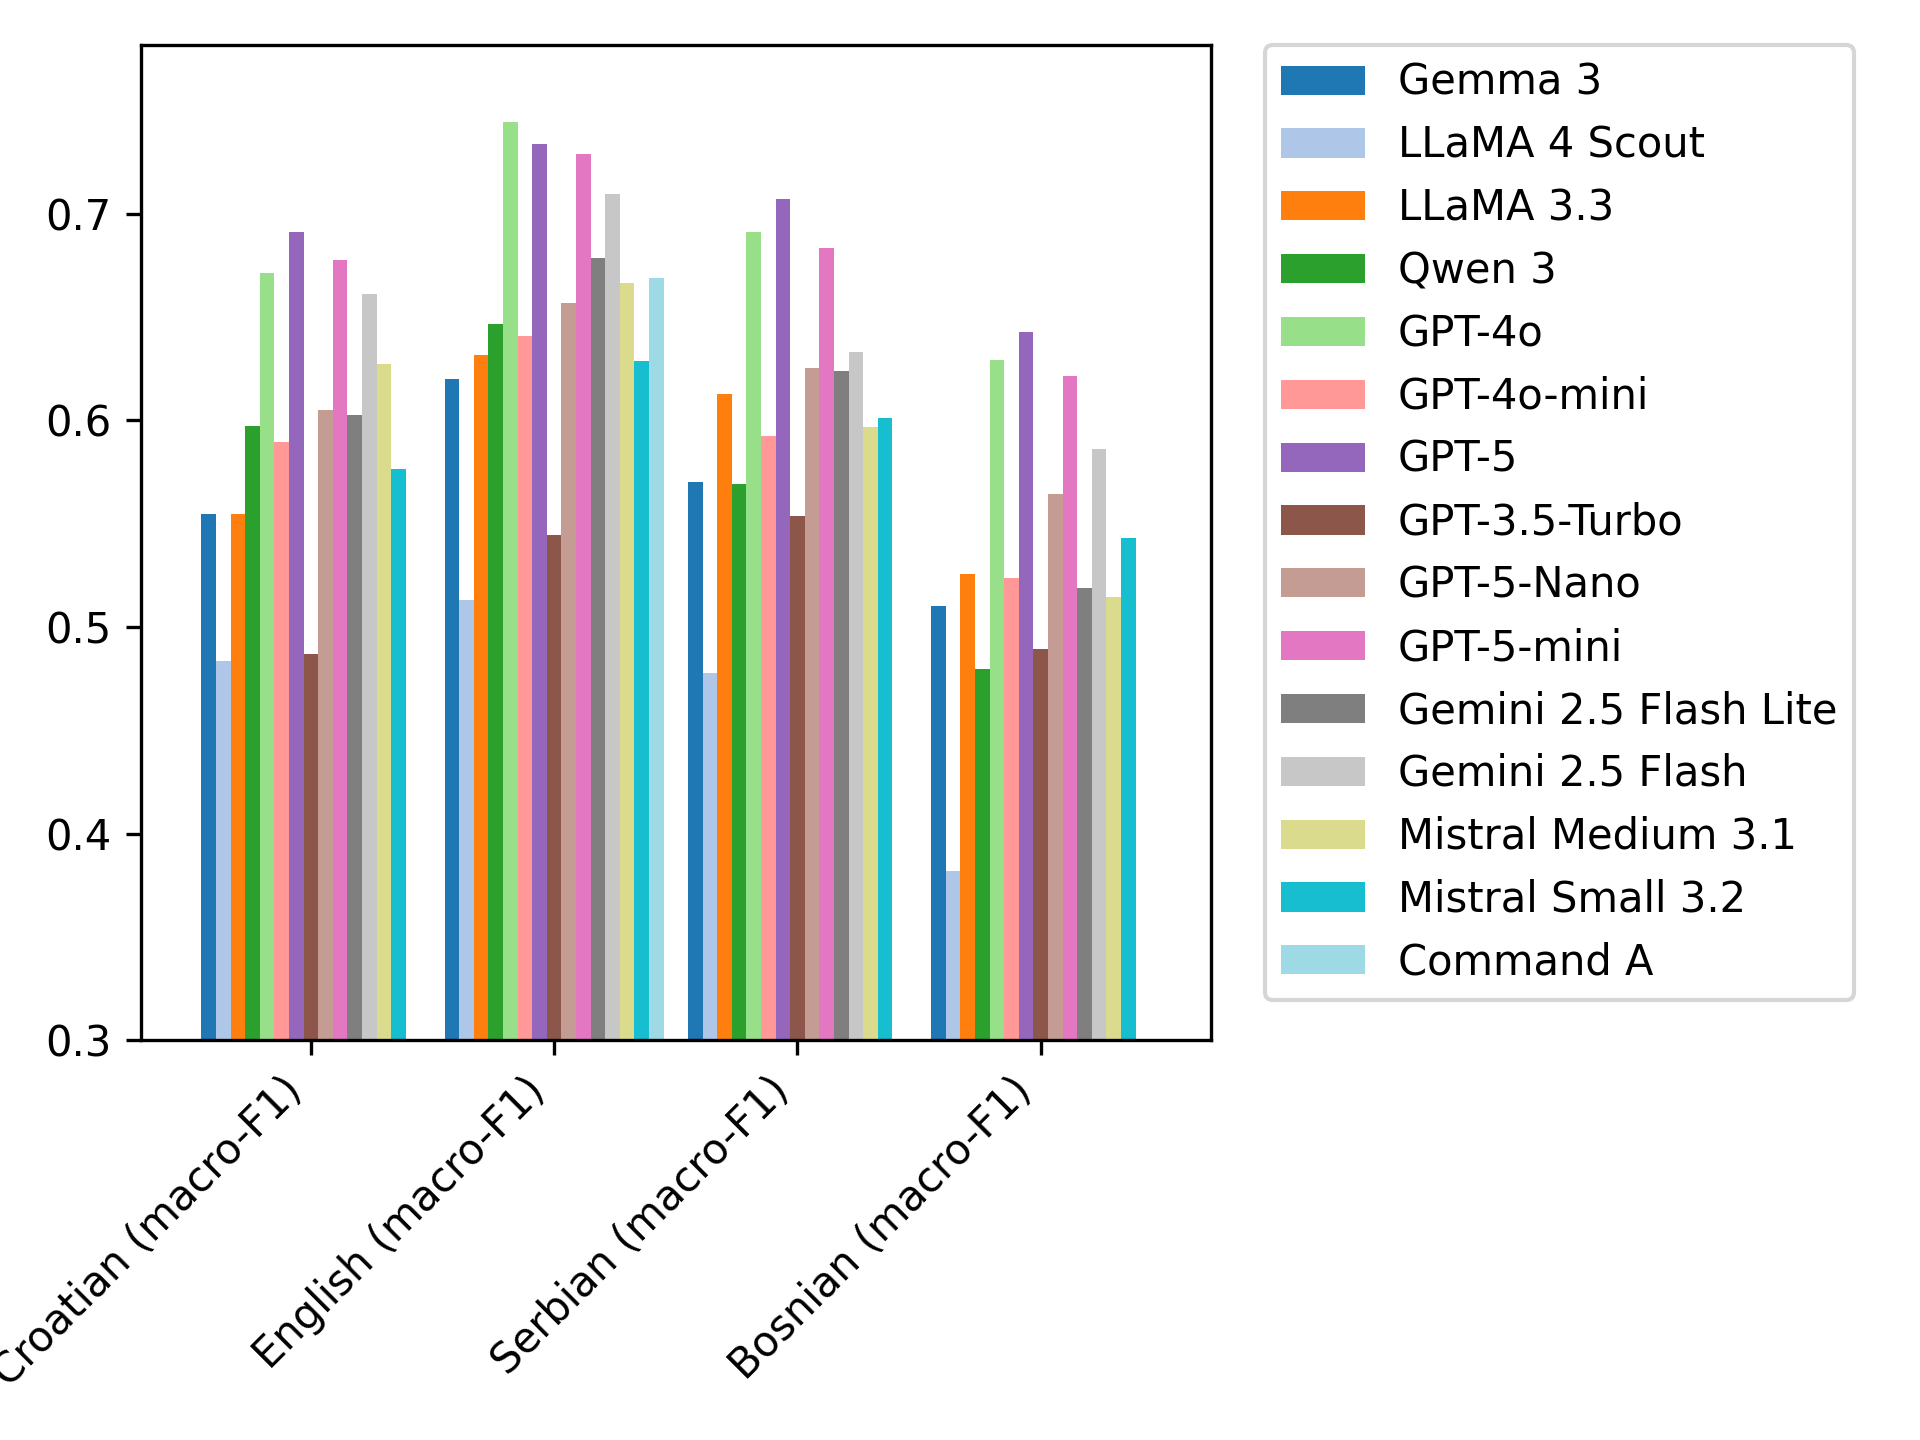 0.7
0.6
0.5
0.4
0.3
Croatian (macro-F1)
English (macro-F1)
Serbian (macro-F1)
Bosnian (macro-F1)
Gemma 3
LLaMA 4 Scout
LLaMA 3.3
Qwen 3
GPT-4o
GPT-4o-mini
GPT-5
GPT-3.5-Turbo
GPT-5-Nano
GPT-5-mini
Gemini 2.5 Flash Lite
Gemini 2.5 Flash
Mistral Medium 3.1
Mistral Small 3.2
Command A